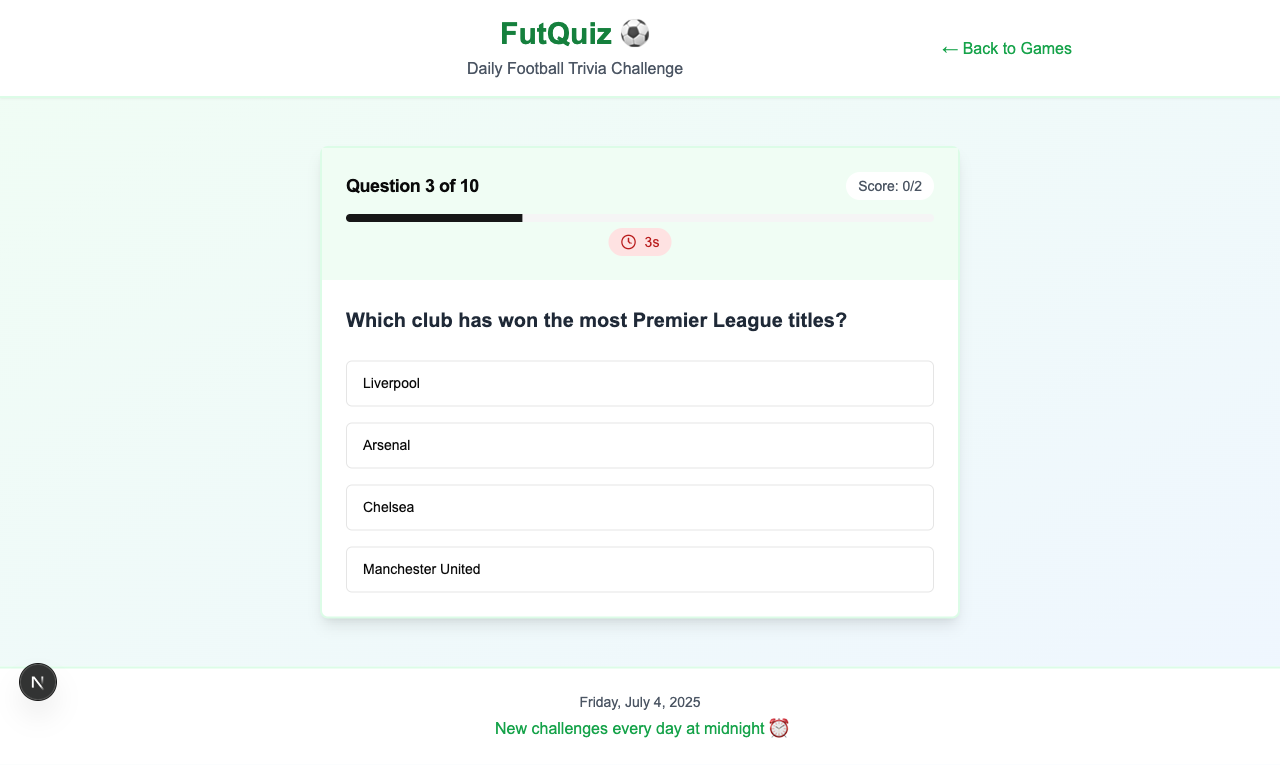 FutQuiz ⚽
Daily Football Trivia Challenge
← Back to Games
Question 3 of 10
Score: 0/2
3s
Which club has won the most Premier League titles?
Liverpool
Arsenal
Chelsea
Manchester United
N
Friday, July 4, 2025
New challenges every day at midnight ⏰